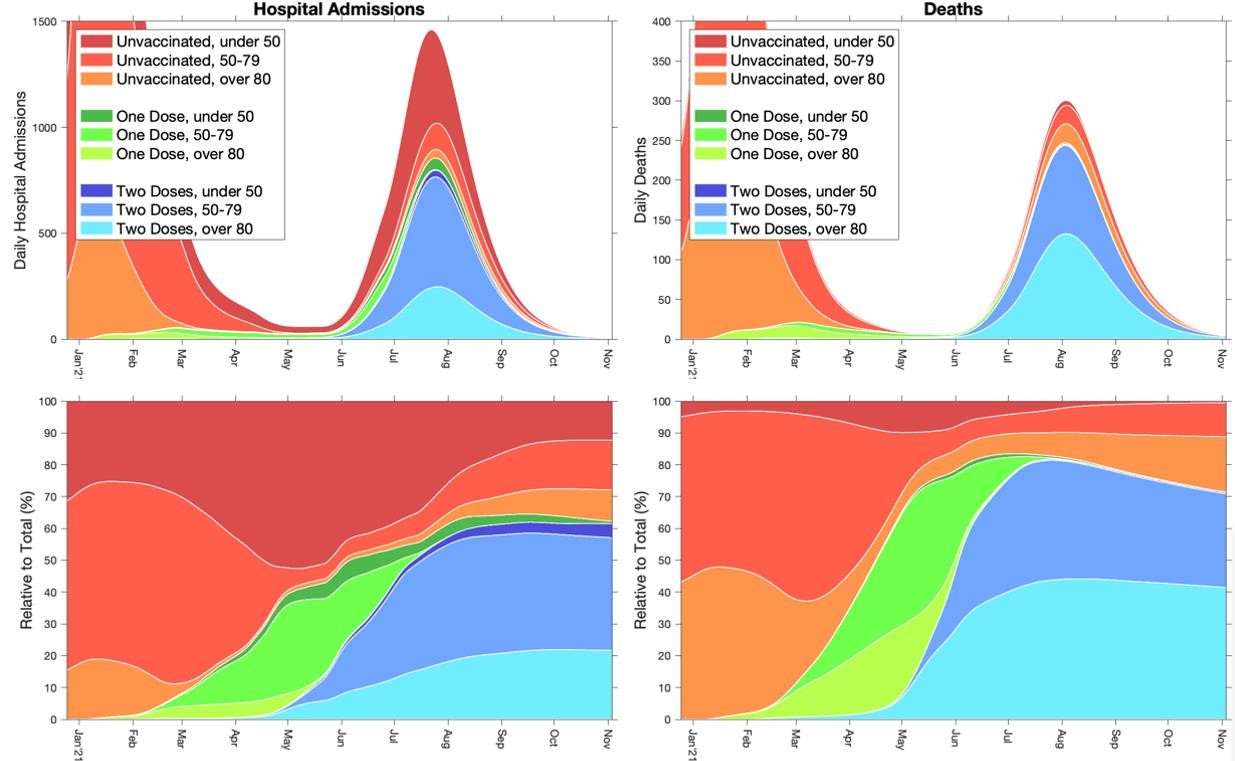 Hospital Admissions
Daily Hospital Admissions
1500
1000
500
0
Unvaccinated, under 50
Unvaccinated, 50-79
Unvaccinated, over 80
One Dose, under 50
One Dose, 50-79
One Dose, over 80
Two Doses, under 50
Two Doses, 50-79
Two Doses, over 80
Jan'21 Feb Mar Apr May Jun Jul Aug Sep Oct Nov
Deaths
Daily Deaths
400
350
300
250
200
150
100
50
0
Unvaccinated, under 50
Unvaccinated, 50-79
Unvaccinated, over 80
One Dose, under 50
One Dose, 50-79
One Dose, over 80
Two Doses, under 50
Two Doses, 50-79
Two Doses, over 80
Jan'21 Feb Mar Apr May Jun Jul Aug Sep Oct Nov
Relative to Total (%)
100
90
80
70
60
50
40
30
20
10
0
Jan'21 Feb Mar Apr May Jun Jul Aug Sep Oct Nov
Relative to Total (%)
100
90
80
70
60
50
40
30
20
10
0
Jan'21 Feb Mar Apr May Jun Jul Aug Sep Oct Nov